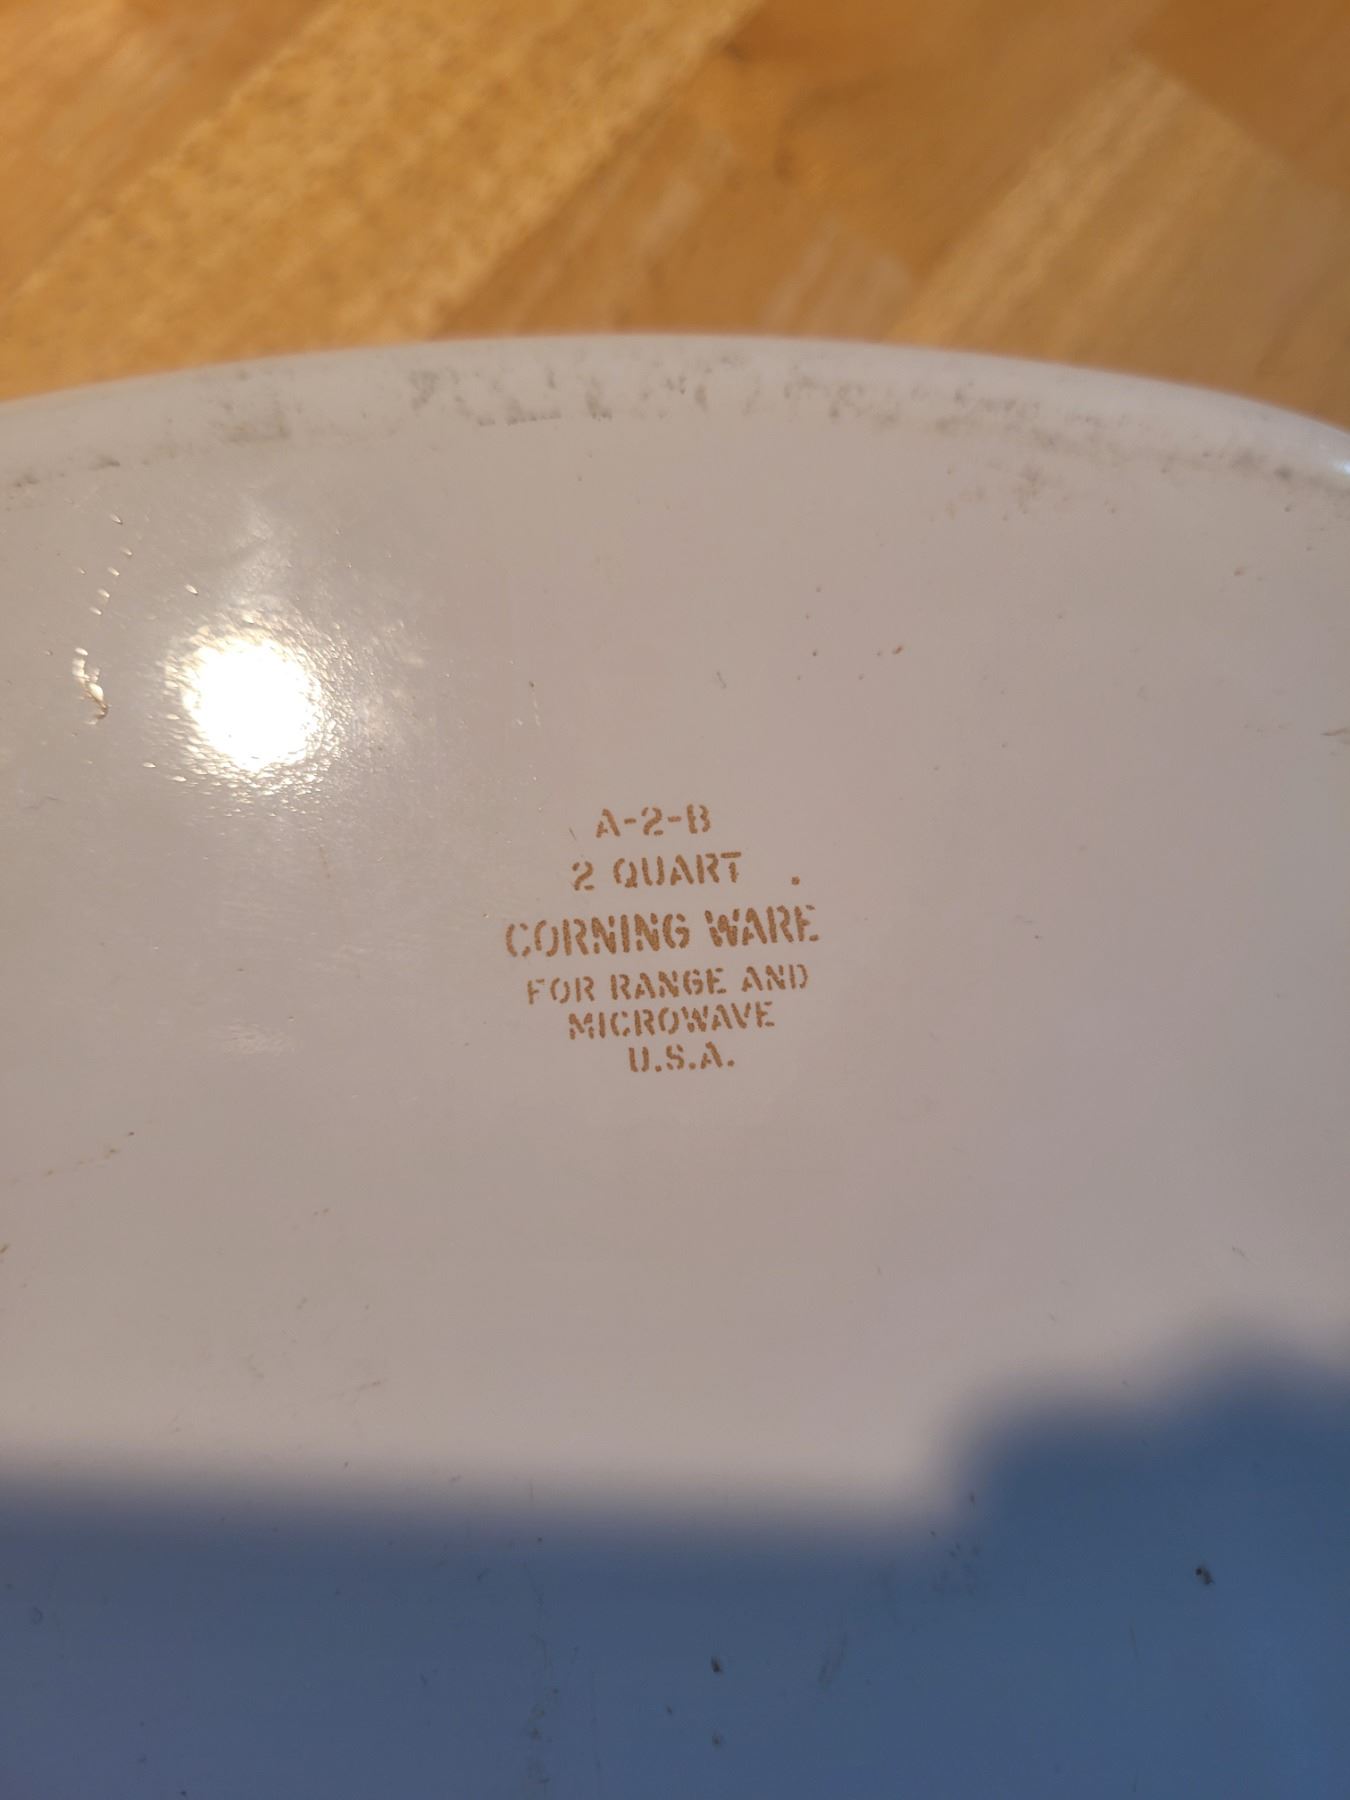 A-2-B
2 QUART
CORNING WARE
FOR RANGE AND
MICROWAVE
U.S.A.